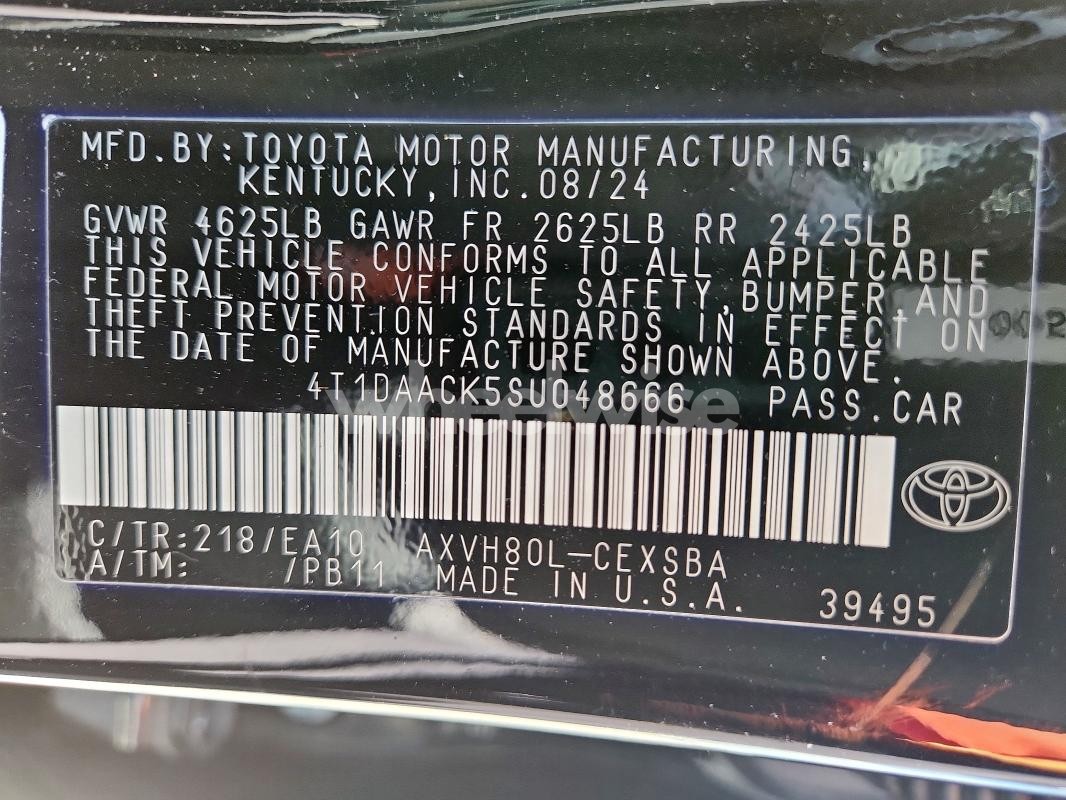 MFD.BY:TOYOTA MOTOR MANUFACTURING,
KENTUCKY,INC.08/24
GVWR 4625LB GAWR FR 2625LB RR 2425LB
THIS VEHICLE CONFORMS TO ALL APPLICABLE
FEDERAL MOTOR VEHICLE SAFETY,BUMPER,AND
THEFT PREVENTION STANDARDS IN EFFECT ON
THE DATE OF MANUFACTURE SHOWN ABOVE.
4T1DAACK5SU048666 PASS.CAR
wheelwise
C/TR:218/EA10 AXVH80L-CEXSBA
A/TM: /PB11 MADE IN U.S.A. 39495